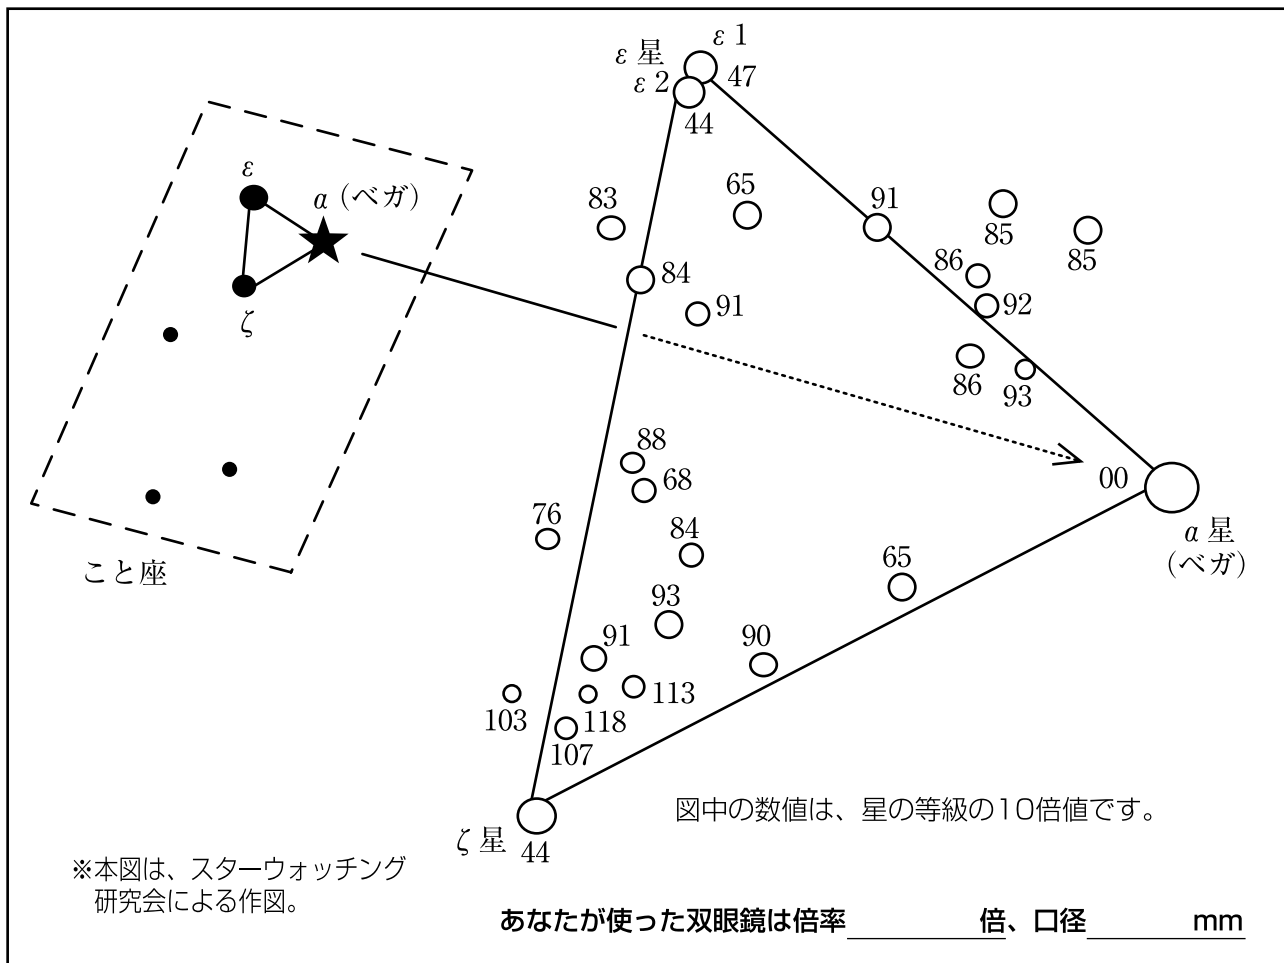 ε 1
ε 星
ε 2
47
44
ε
α（ベガ）
83
65
91
85
85
86
84
91
92
ζ
86
93
88
68
00
76
84
α 星
（ベガ）
65
こと座
93
91
90
113
103
118
107
図中の数値は、星の等級の10倍値です。
ζ 星
44
※本図は、スターウォッチング
研究会による作図。
あなたが使った双眼鏡は倍率　　　　　倍、口径　　　　　mm